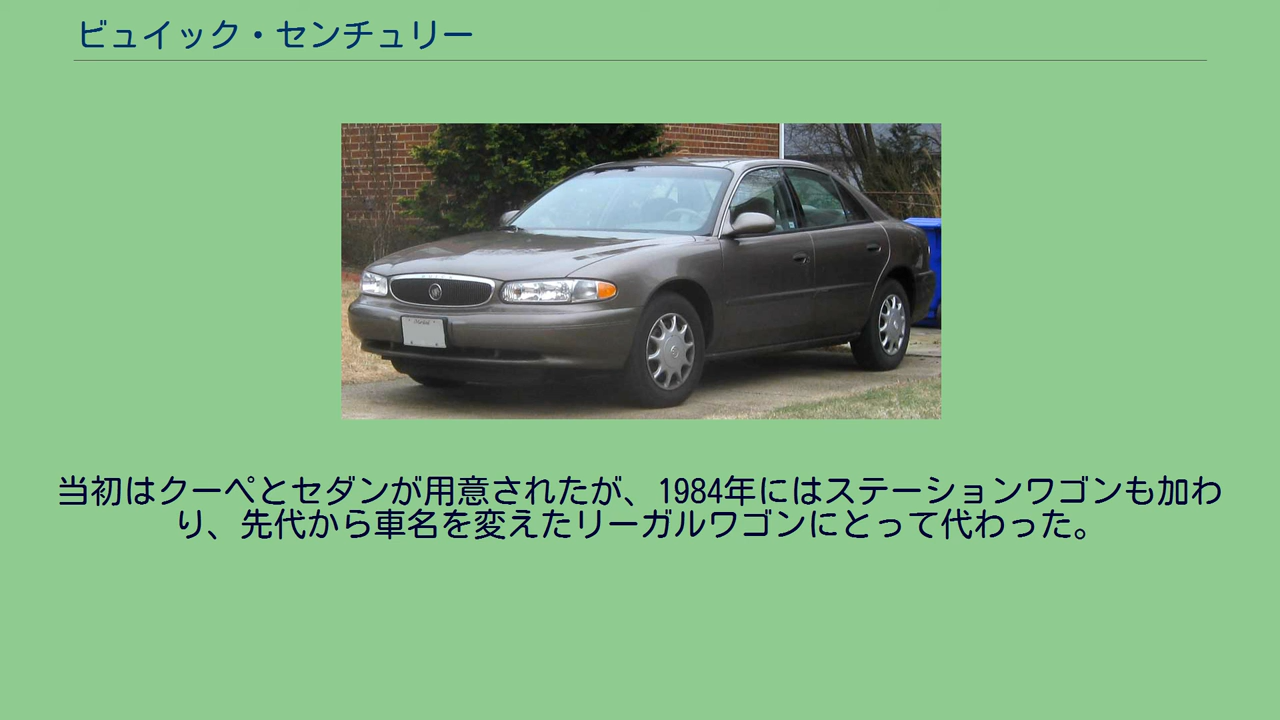 ビュイック・センチュリー
当初はクーペとセダンが用意されたが、1984年にはステーションワゴンも加わ
り、先代から車名を変えたリーガルワゴンにとって代わった。